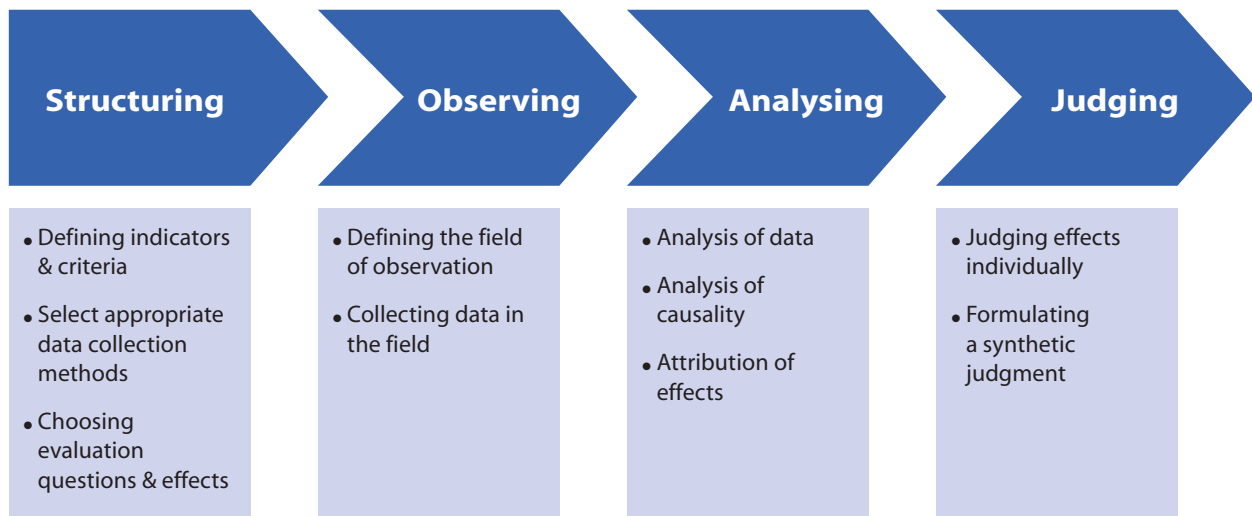 Structuring
Observing
Analysing
Judging
• Defining indicators
& criteria
• Select appropriate
data collection
methods
• Choosing
evaluation
questions & effects
• Defining the field
of observation
• Collecting data in
the field
• Analysis of data
• Analysis of
causality
• Attribution of
effects
• Judging effects
individually
• Formulating
a synthetic
judgment